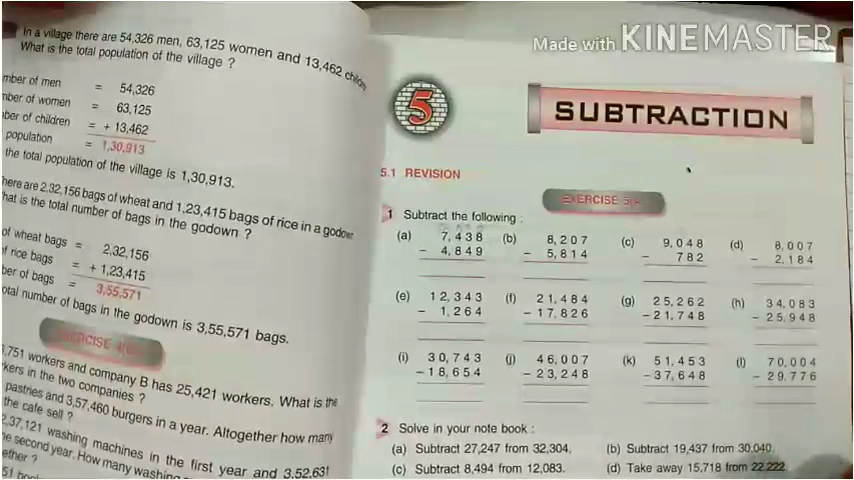 Made with KINEMASTER
In a village there are 54,326 men, 63,125 women and 13,462
What is the total population of the village ?
of men = 54,326
of women = 63,125
of children = + 13,462
population = 1,30,913
the total population of the village is 1,30,913.
are 2,32,156 bags of wheat and 1,23,415 bags of rice in a
is the total number of bags in the godown ?
of wheat bags = 2,32,156
rice bags = + 1,23,415
of bags = 3,55,571
number of bags in the godown is 3,55,571 bags.
EXERCISE
751 workers and company B has 25,421 workers. What is the
in the two companies ?
pastries and 3,57,460 burgers in a year. Altogether how many
the cafe sell ?
37,121 washing machines in the first year and 3,52,631
second year. How many washing
5
SUBTRACTION
5.1 REVISION
EXERCISE
1 Subtract the following :
(a) 7,438 (b) 8,207 (c) 9,048 (d) 8,007
- 4,849 - 5,814 - 782 - 2,184
(e) 12,343 (f) 21,484 (g) 25,262 (h) 34,083
- 1,264 - 17,826 - 21,748 - 25,948
(i) 30,743 (j) 46,007 (k) 51,453 (l) 70,004
- 18,654 - 23,248 - 37,648 - 29,776
2 Solve in your note book :
(a) Subtract 27,247 from 32,304. (b) Subtract 19,437 from 30,040.
(c) Subtract 8,494 from 12,083. (d) Take away 15,718 from 22,222.